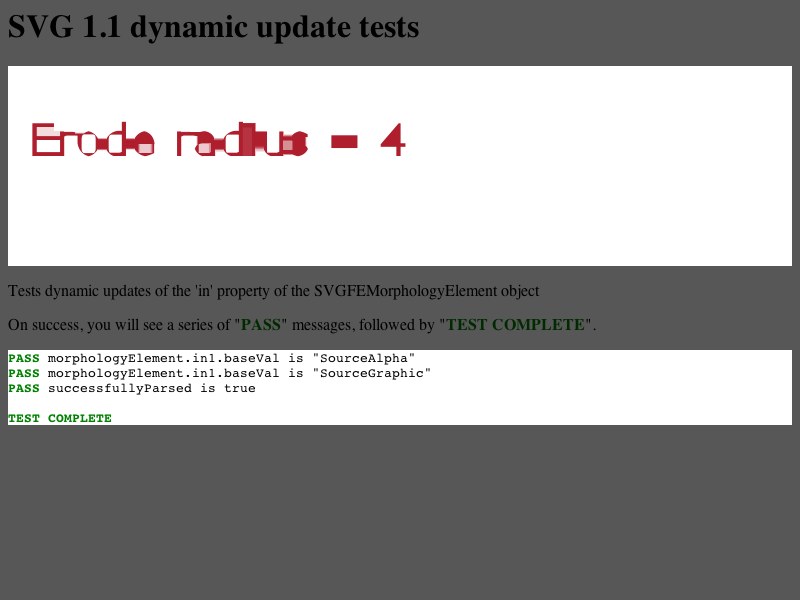 SVG 1.1 dynamic update tests
Erode radius = 4
Tests dynamic updates of the 'in' property of the SVGFEMorphologyElement object
On success, you will see a series of "PASS" messages, followed by "TEST COMPLETE".
PASS morphologyElement.in1.baseVal is "SourceAlpha"
PASS morphologyElement.in1.baseVal is "SourceGraphic"
PASS successfullyParsed is true
TEST COMPLETE